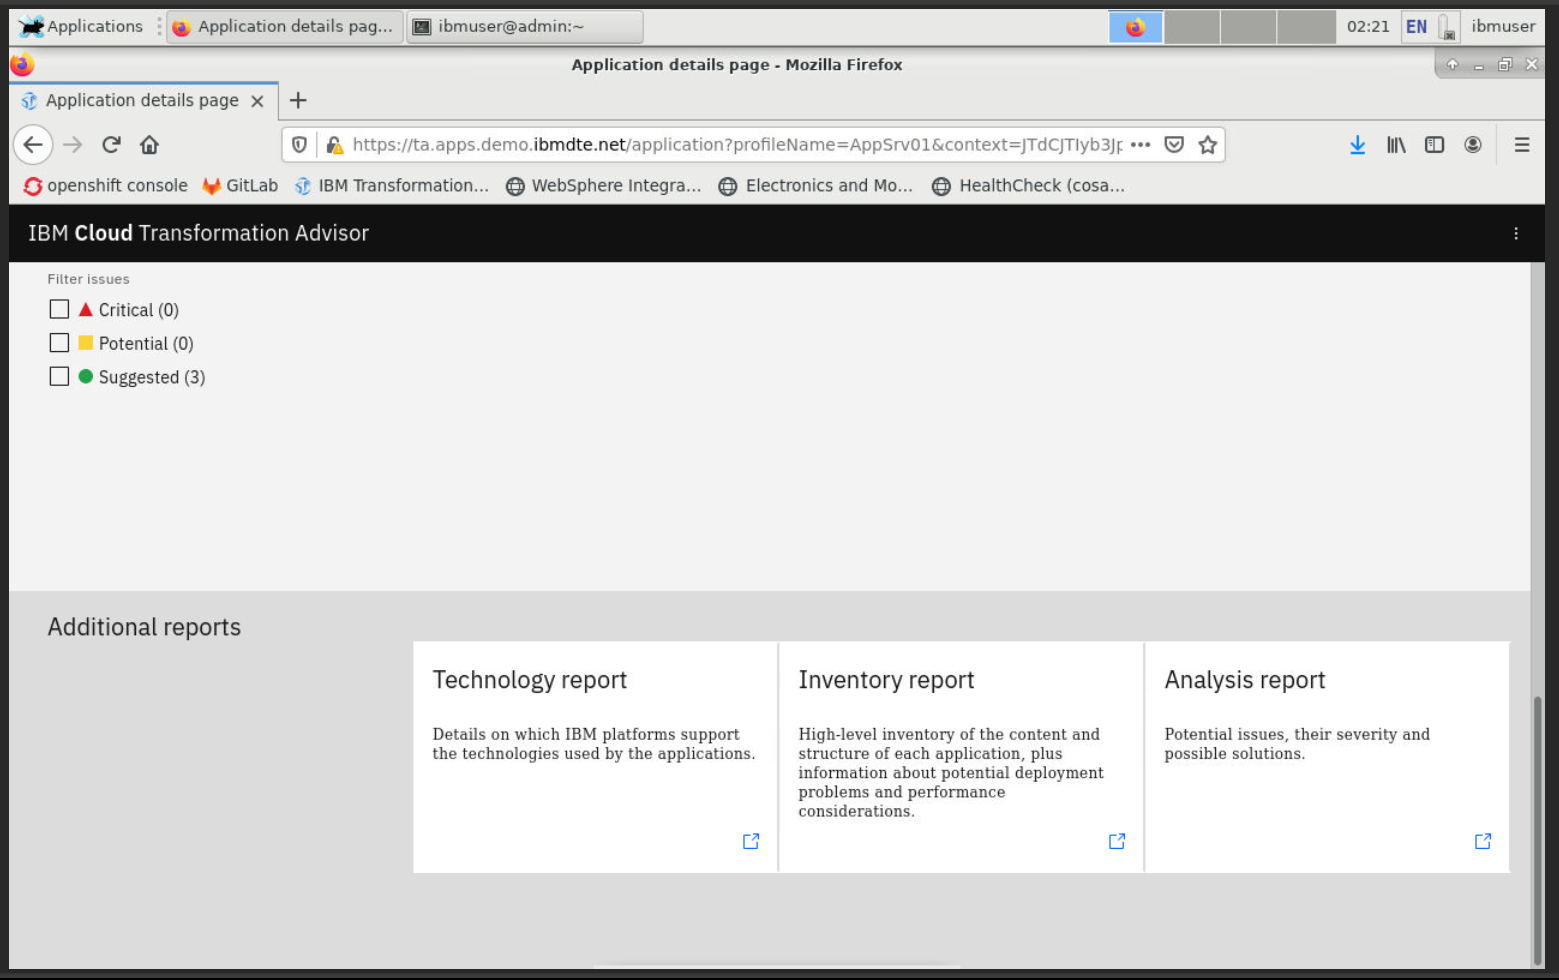 Applications
Application details pag...
ibmuser@admin:~
02:21
EN
ibmuser
Application details page - Mozilla Firefox
Application details page
https://ta.apps.demo.ibmdte.net/application?profileName=AppSrv01&context=JTdCJTIyb3Jp
openshift console
GitLab
IBM Transformation...
WebSphere Integra...
Electronics and Mo...
HealthCheck (cosa...
IBM Cloud Transformation Advisor
Filter issues
Critical (0)
Potential (0)
Suggested (3)
Additional reports
Technology report
Details on which IBM platforms support
the technologies used by the applications.
Inventory report
High-level inventory of the content and
structure of each application, plus
information about potential deployment
problems and performance
considerations.
Analysis report
Potential issues, their severity and
possible solutions.